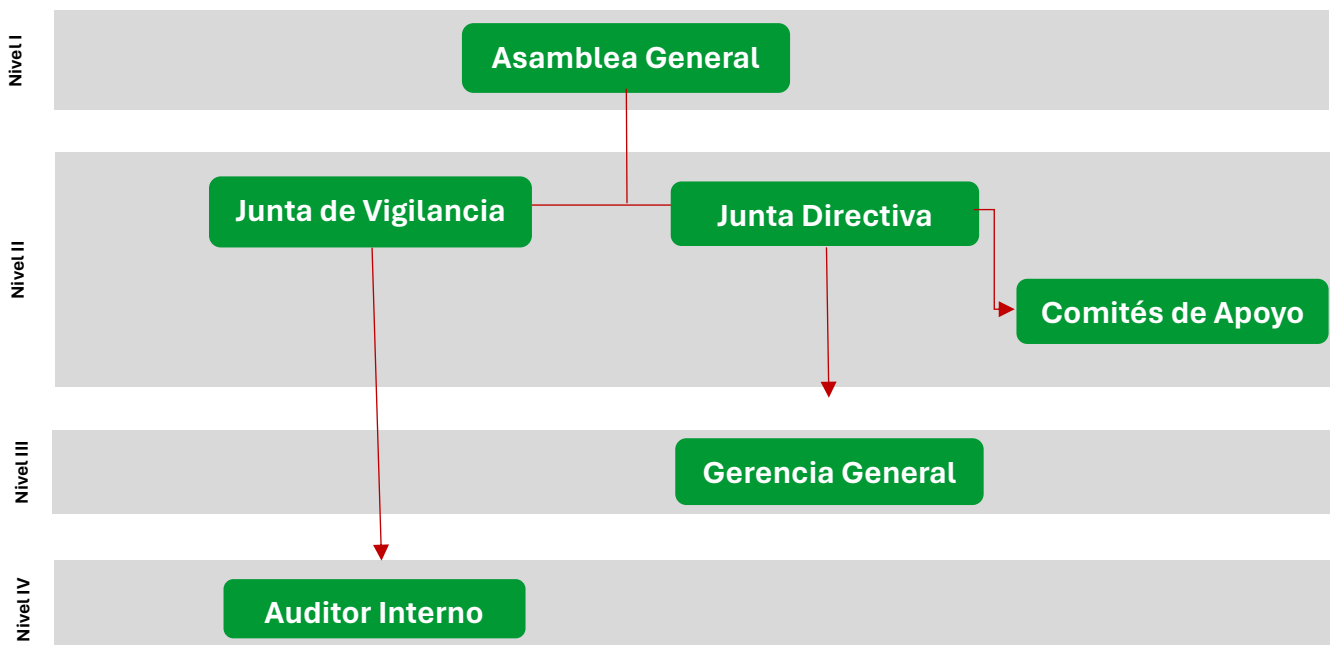 Nivel I
Asamblea General
Nivel II
Junta de Vigilancia
Junta Directiva
Comités de Apoyo
Nivel III
Gerencia General
Nivel IV
Auditor Interno